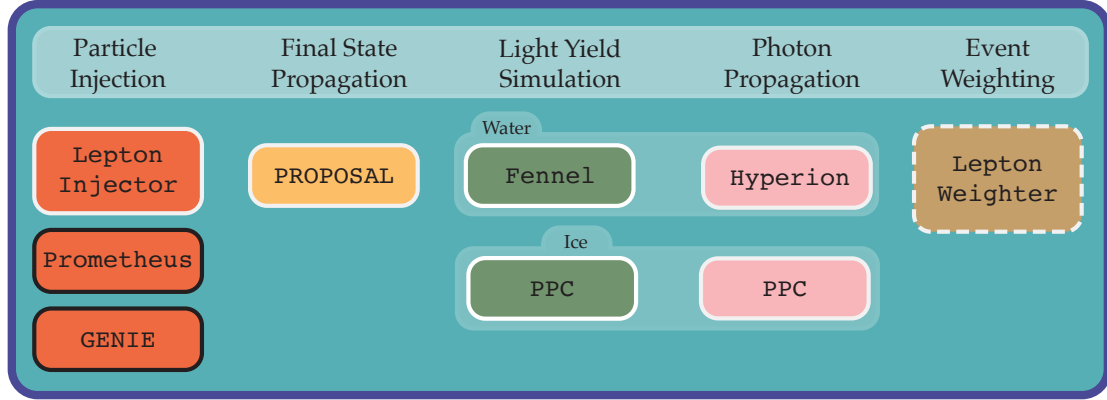 Particle
Injection
Final State
Propagation
Light Yield
Simulation
Photon
Propagation
Event
Weighting
Lepton
Injector
Prometheus
GENIE
PROPOSAL
Water
Fennel
Hyperion
Ice
PPC
PPC
Lepton
Weighter